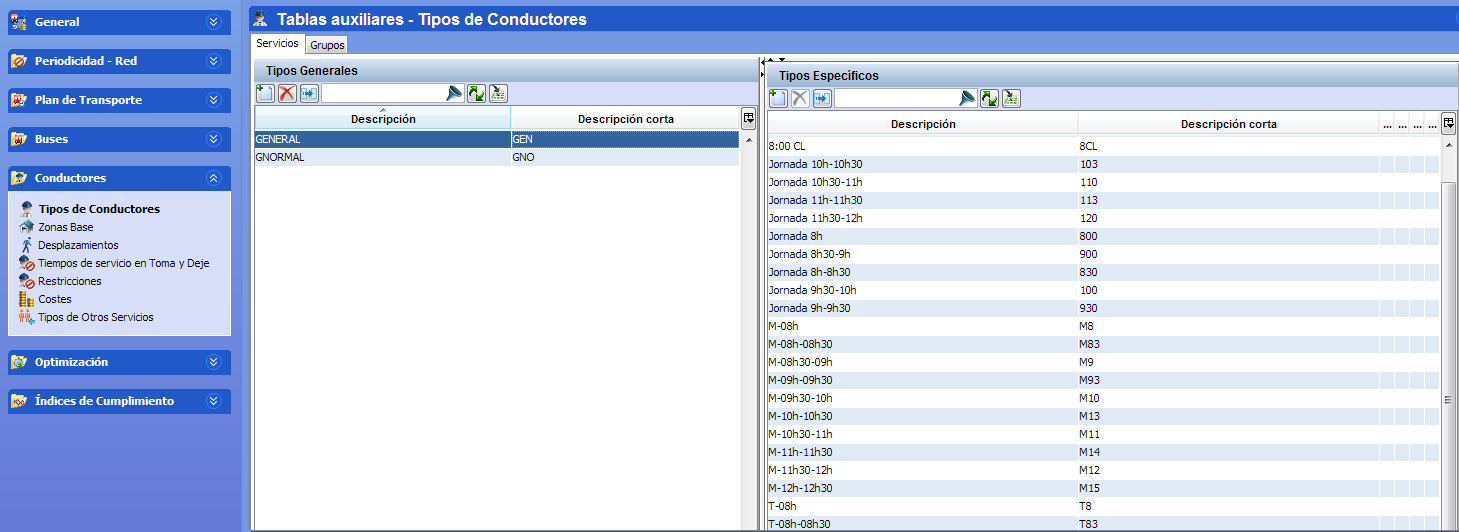 General
Periodicidad - Red
Plan de Transporte
Buses
Conductores
Tipos de Conductores
Zonas Base
Desplazamientos
Tiempos de servicio en Toma y Deje
Restricciones
Costes
Tipos de Otros Servicios
Optimización
Índices de Cumplimiento
Tablas auxiliares - Tipos de Conductores
Servicios Grupos
Tipos Generales
Descripción Descripción corta
GENERAL GEN
GNORMAL GNO
Tipos Específicos
Descripción Descripción corta ... ... ... ...
8:00 CL 8CL
Jornada 10h-10h30 103
Jornada 10h30-11h 110
Jornada 11h-11h30 113
Jornada 11h30-12h 120
Jornada 8h 800
Jornada 8h30-9h 900
Jornada 8h-8h30 830
Jornada 9h30-10h 100
Jornada 9h-9h30 930
M-08h M8
M-08h-08h30 M83
M-08h30-09h M9
M-09h-09h30 M93
M-09h30-10h M10
M-10h-10h30 M13
M-10h30-11h M11
M-11h-11h30 M14
M-11h30-12h M12
M-12h-12h30 M15
T-08h T8
T-08h-08h30 T83